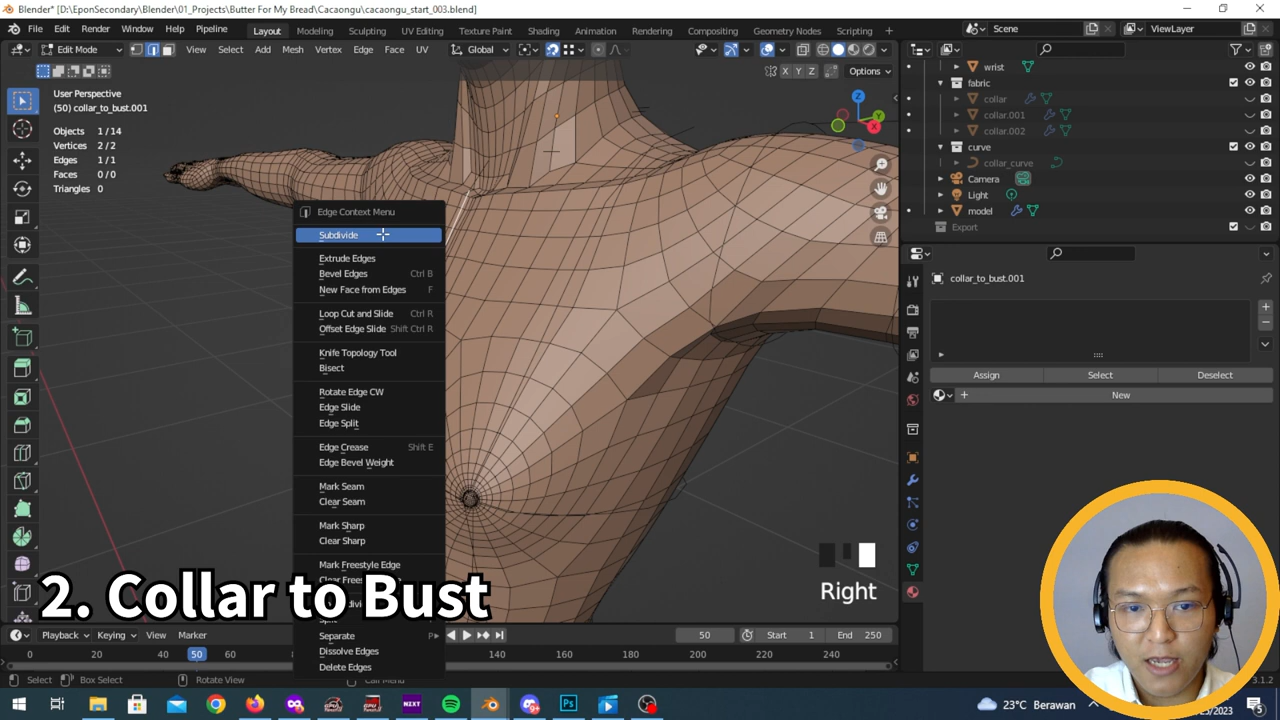 Blender* [D:\EponSecondary\Blender\01_Projects\Butter For My Bread\Cacaongu\cacaongu_start_003.blend]
File Edit Render Window Help Pipeline Layout Modeling Sculpting UV Editing Texture Paint Shading Animation Rendering Compositing Geometry Nodes Scripting Scene ViewLayer
Edit Mode View Select Add Mesh Vertex Edge Face UV Global
X Y Z Options
User Perspective
(50) collar_to_bust.001
Objects 1/14
Vertices 2/2
Edges 1/1
Faces 0/0
Triangles 0
Z
Y
X
Edge Context Menu
Subdivide
Extrude Edges
Bevel Edges Ctrl B
New Face from Edges F
Loop Cut and Slide Ctrl R
Offset Edge Slide Shift Ctrl R
Knife Topology Tool
Bisect
Rotate Edge CW
Edge Slide
Edge Split
Edge Crease Shift E
Edge Bevel Weight
Mark Seam
Clear Seam
Mark Sharp
Clear Sharp
Mark Freestyle Edge
Separate
Dissolve Edges
Delete Edges
wrist
fabric
collar
collar.001
collar.002
curve
collar_curve
Camera
Light
model
Export
collar_to_bust.001
Assign Select Deselect
New
Right
2. Collar to Bust
Playback Keying View Marker 50 Start 1 End 250
0 20 40 50 60 140 160 180 200 220 240
Select Box Select Rotate View Call Menu 3.1.2
NZXT Ps 23°C Berawan 5